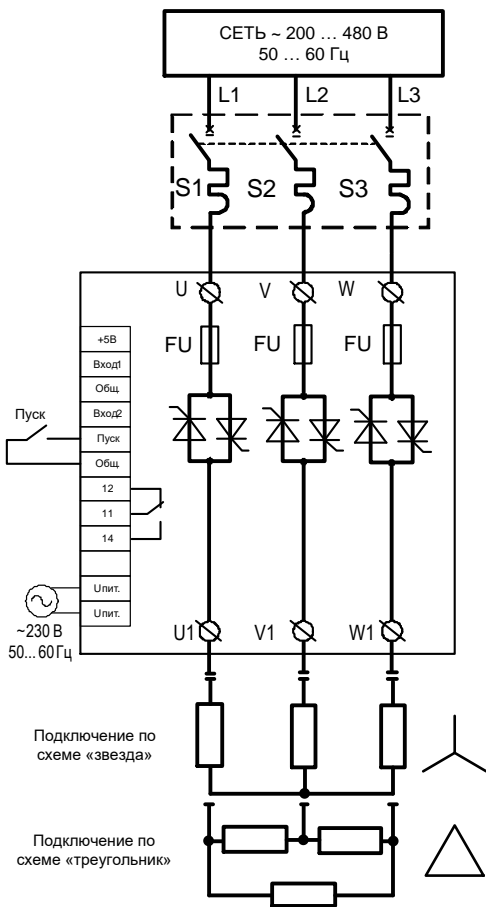 СЕТЬ ~ 200 ... 480 В
50 ... 60 Гц
L1
L2
L3
S1
S2
S3
U
V
W
FU
FU
FU
+5В
Вход1
Общ.
Вход2
Пуск
Общ.
12
11
14
Uпит.
Uпит.
Пуск
~230 В
50... 60 Гц
U1
V1
W1
Подключение по
схеме «звезда»
Подключение по
схеме «треугольник»